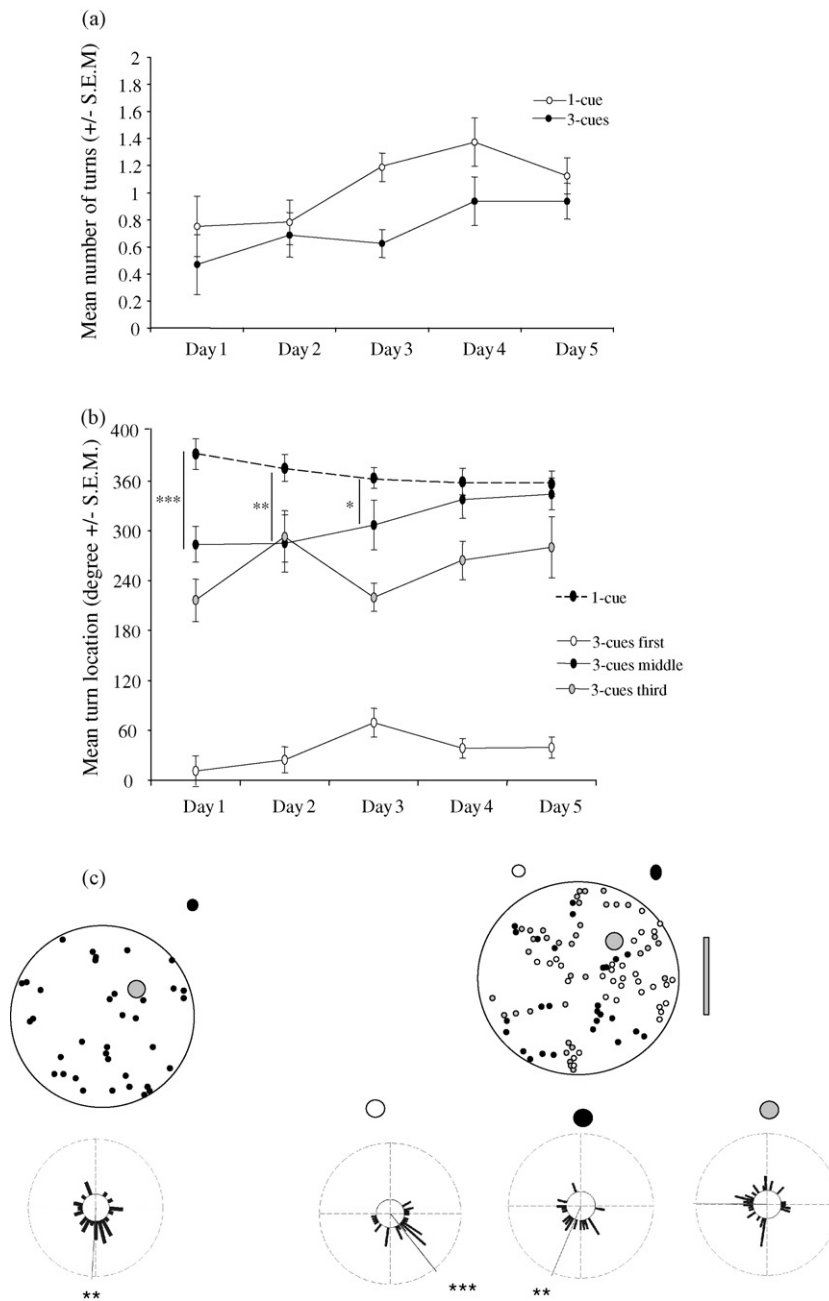 (a)
Mean number of turns (+/- S.E.M)
2
1.8
1.6
1.4
1.2
1
0.8
0.6
0.4
0.2
0
1-cue
3-cues
Day 1 Day 2 Day 3 Day 4 Day 5
(b)
Mean turn location (degree +/- S.E.M.)
400
360
300
240
180
120
60
0
***
**
*
1-cue
3-cues first
3-cues middle
3-cues third
Day 1 Day 2 Day 3 Day 4 Day 5
(c)
**
***
**